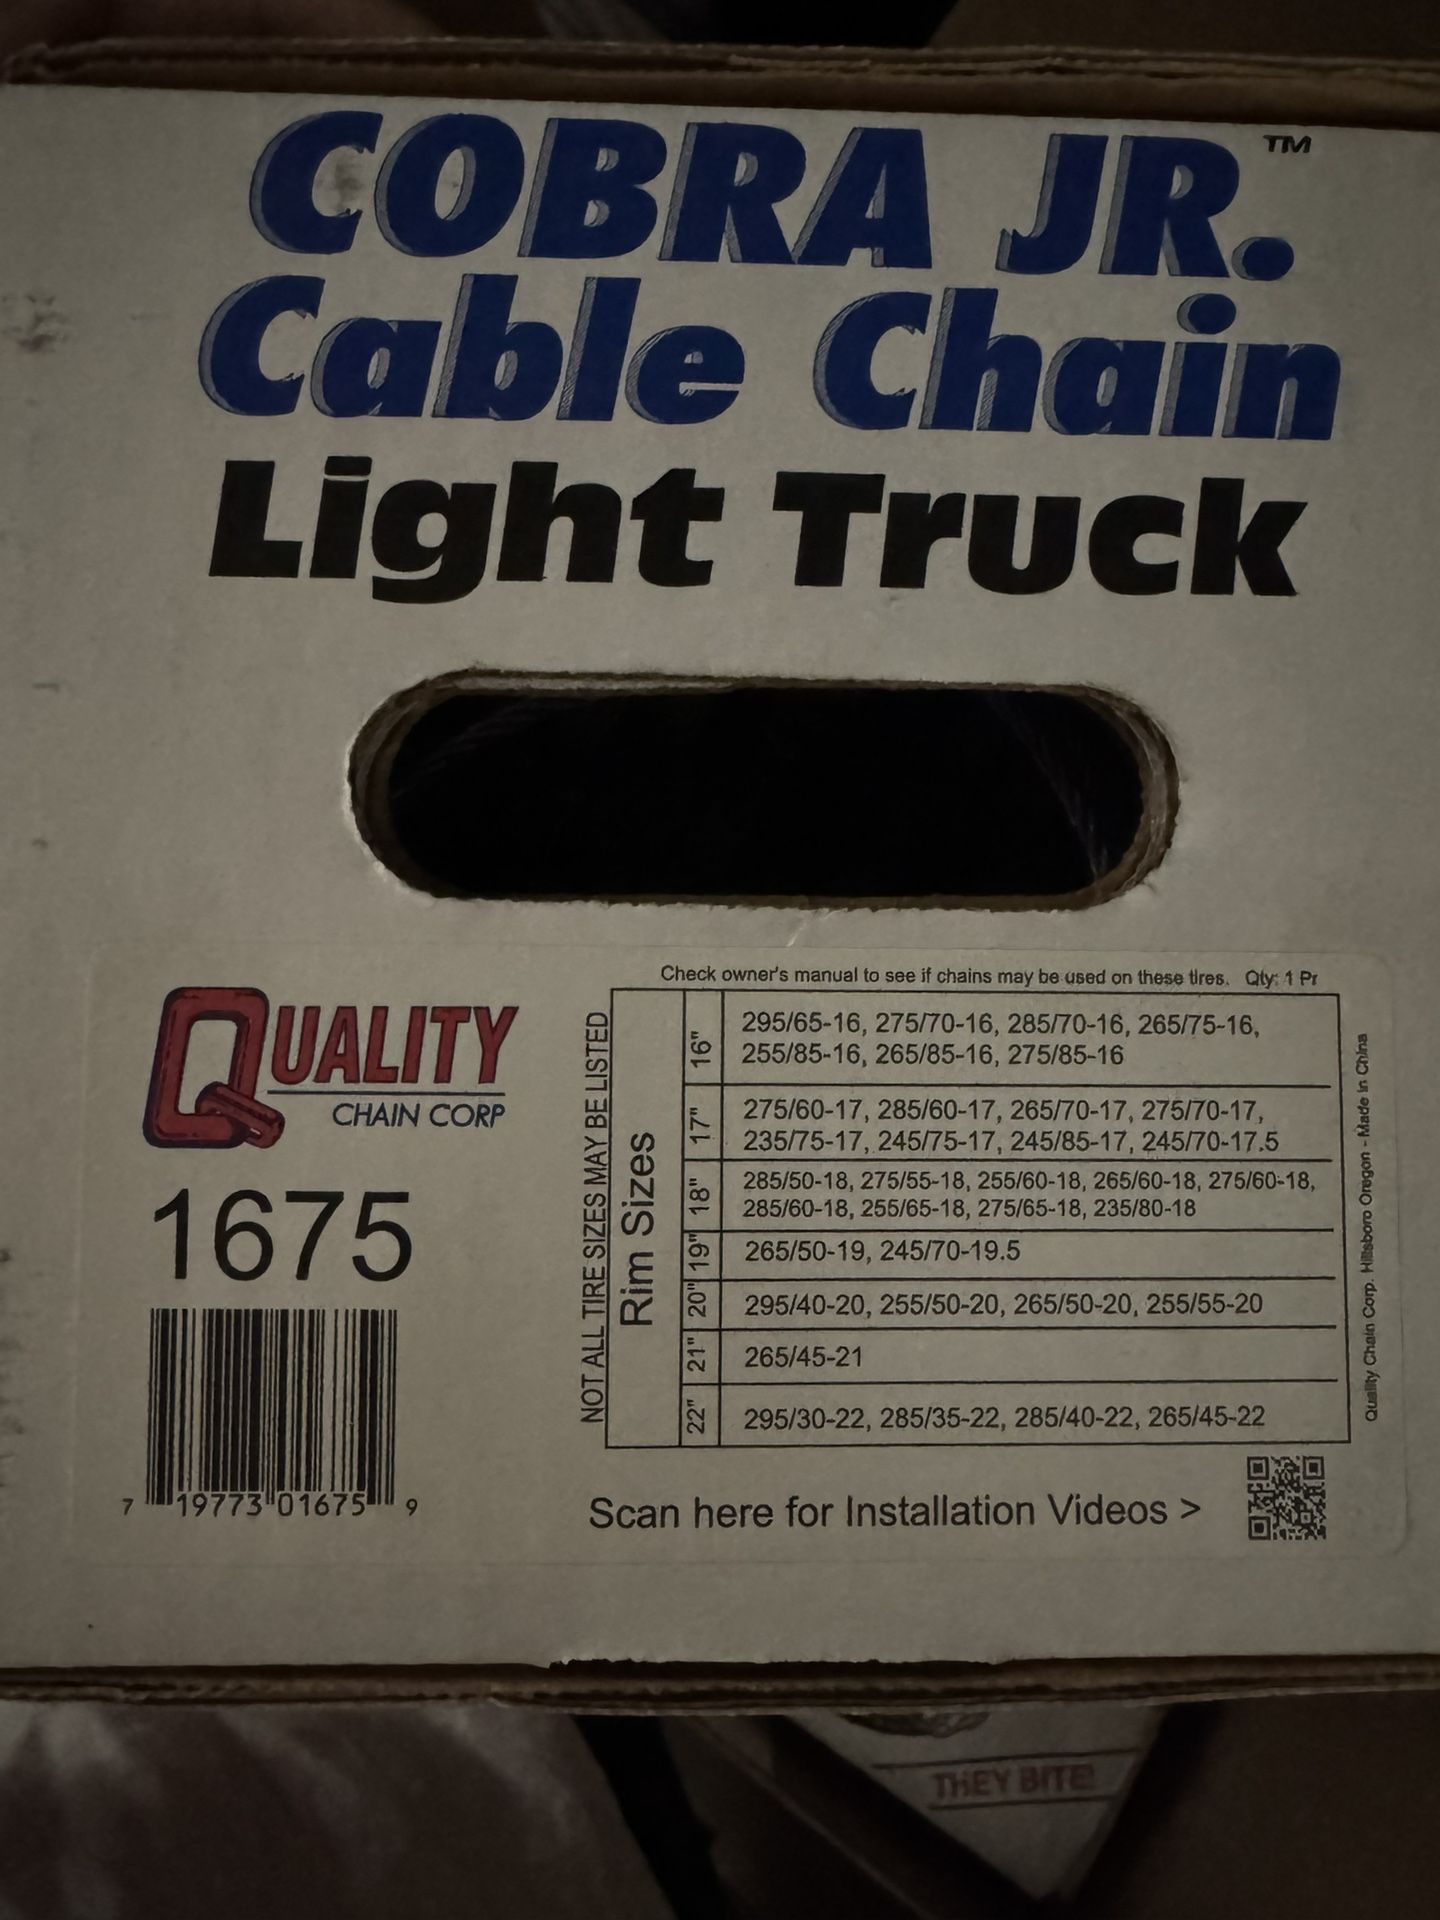 COBRA JR.™
Cable Chain
Light Truck
QUALITY
CHAIN CORP
1675
7 19773 01675 9
Check owner's manual to see if chains may be used on these tires. Qty: 1 Pr
NOT ALL TIRE SIZES MAY BE LISTED
Rim Sizes
16" 295/65-16, 275/70-16, 285/70-16, 265/75-16,
255/85-16, 265/85-16, 275/85-16
17" 275/60-17, 285/60-17, 265/70-17, 275/70-17,
235/75-17, 245/75-17, 245/85-17, 245/70-17.5
18" 285/50-18, 275/55-18, 255/60-18, 265/60-18, 275/60-18,
285/60-18, 255/65-18, 275/65-18, 235/80-18
19" 265/50-19, 245/70-19.5
20" 295/40-20, 255/50-20, 265/50-20, 255/55-20
21" 265/45-21
22" 295/30-22, 285/35-22, 285/40-22, 265/45-22
Quality Chain Corp. Hillsboro Oregon - Made in China
Scan here for Installation Videos >
THEY BITE!